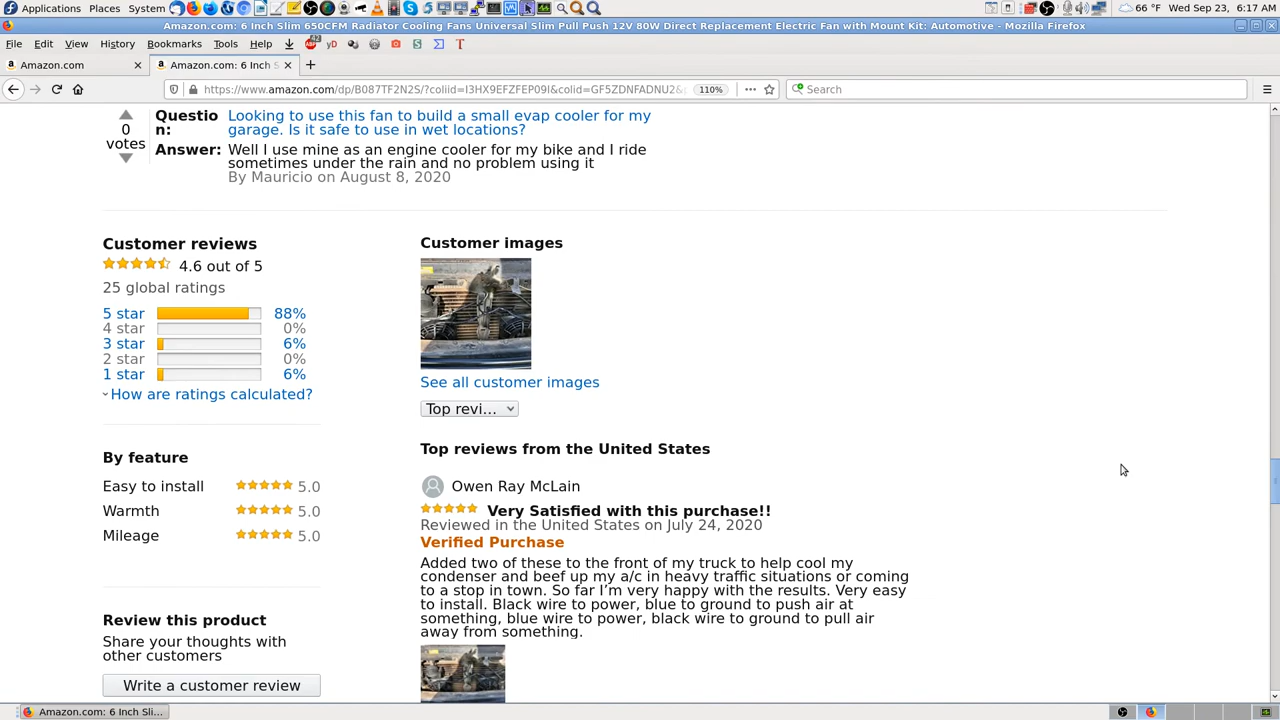 Applications Places System 66 °F Wed Sep 23, 6:17 AM
Amazon.com: 6 Inch Slim 650CFM Radiator Cooling Fans Universal Slim Pull Push 12V 80W Direct Replacement Electric Fan with Mount Kit: Automotive - Mozilla Firefox
File Edit View History Bookmarks Tools Help
Amazon.com Amazon.com: 6 Inch S
https://www.amazon.com/dp/B087TF2N2S/?coliid=I3HX9EFZFEP09I&colid=GF5ZDNFADNU2& 110% Search
0
votes
Questio
n:
Looking to use this fan to build a small evap cooler for my
garage. Is it safe to use in wet locations?
Answer:
Well I use mine as an engine cooler for my bike and I ride
sometimes under the rain and no problem using it
By Mauricio on August 8, 2020
Customer reviews
4.6 out of 5
25 global ratings
5 star 88%
4 star 0%
3 star 6%
2 star 0%
1 star 6%
How are ratings calculated?
By feature
Easy to install 5.0
Warmth 5.0
Mileage 5.0
Review this product
Share your thoughts with
other customers
Write a customer review
Customer images
See all customer images
Top revi...
Top reviews from the United States
Owen Ray McLain
Very Satisfied with this purchase!!
Reviewed in the United States on July 24, 2020
Verified Purchase
Added two of these to the front of my truck to help cool my
condenser and beef up my a/c in heavy traffic situations or coming
to a stop in town. So far I'm very happy with the results. Very easy
to install. Black wire to power, blue to ground to push air at
something, blue wire to power, black wire to ground to pull air
away from something.
Amazon.com: 6 Inch Sli...